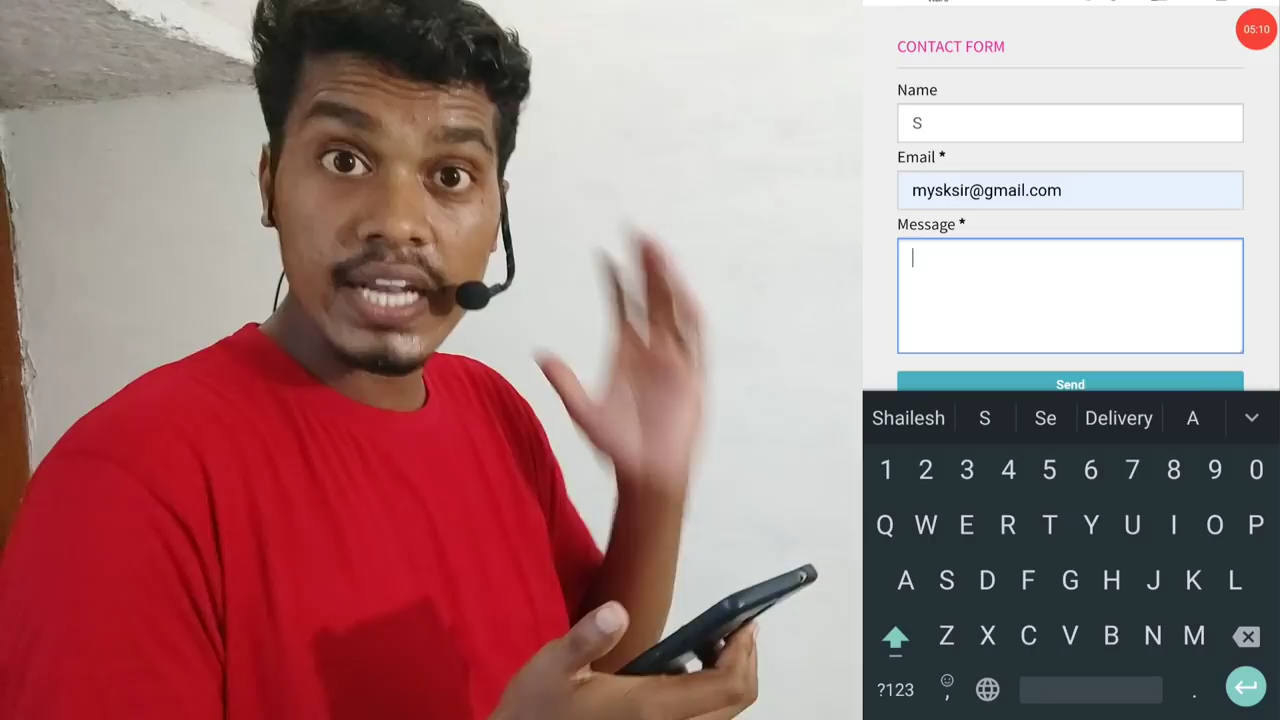 05:10
CONTACT FORM
Name
S
Email *
mysksir@gmail.com
Message *
Send
Shailesh S Se Delivery A
1 2 3 4 5 6 7 8 9 0
Q W E R T Y U I O P
A S D F G H J K L
Z X C V B N M
?123 , .